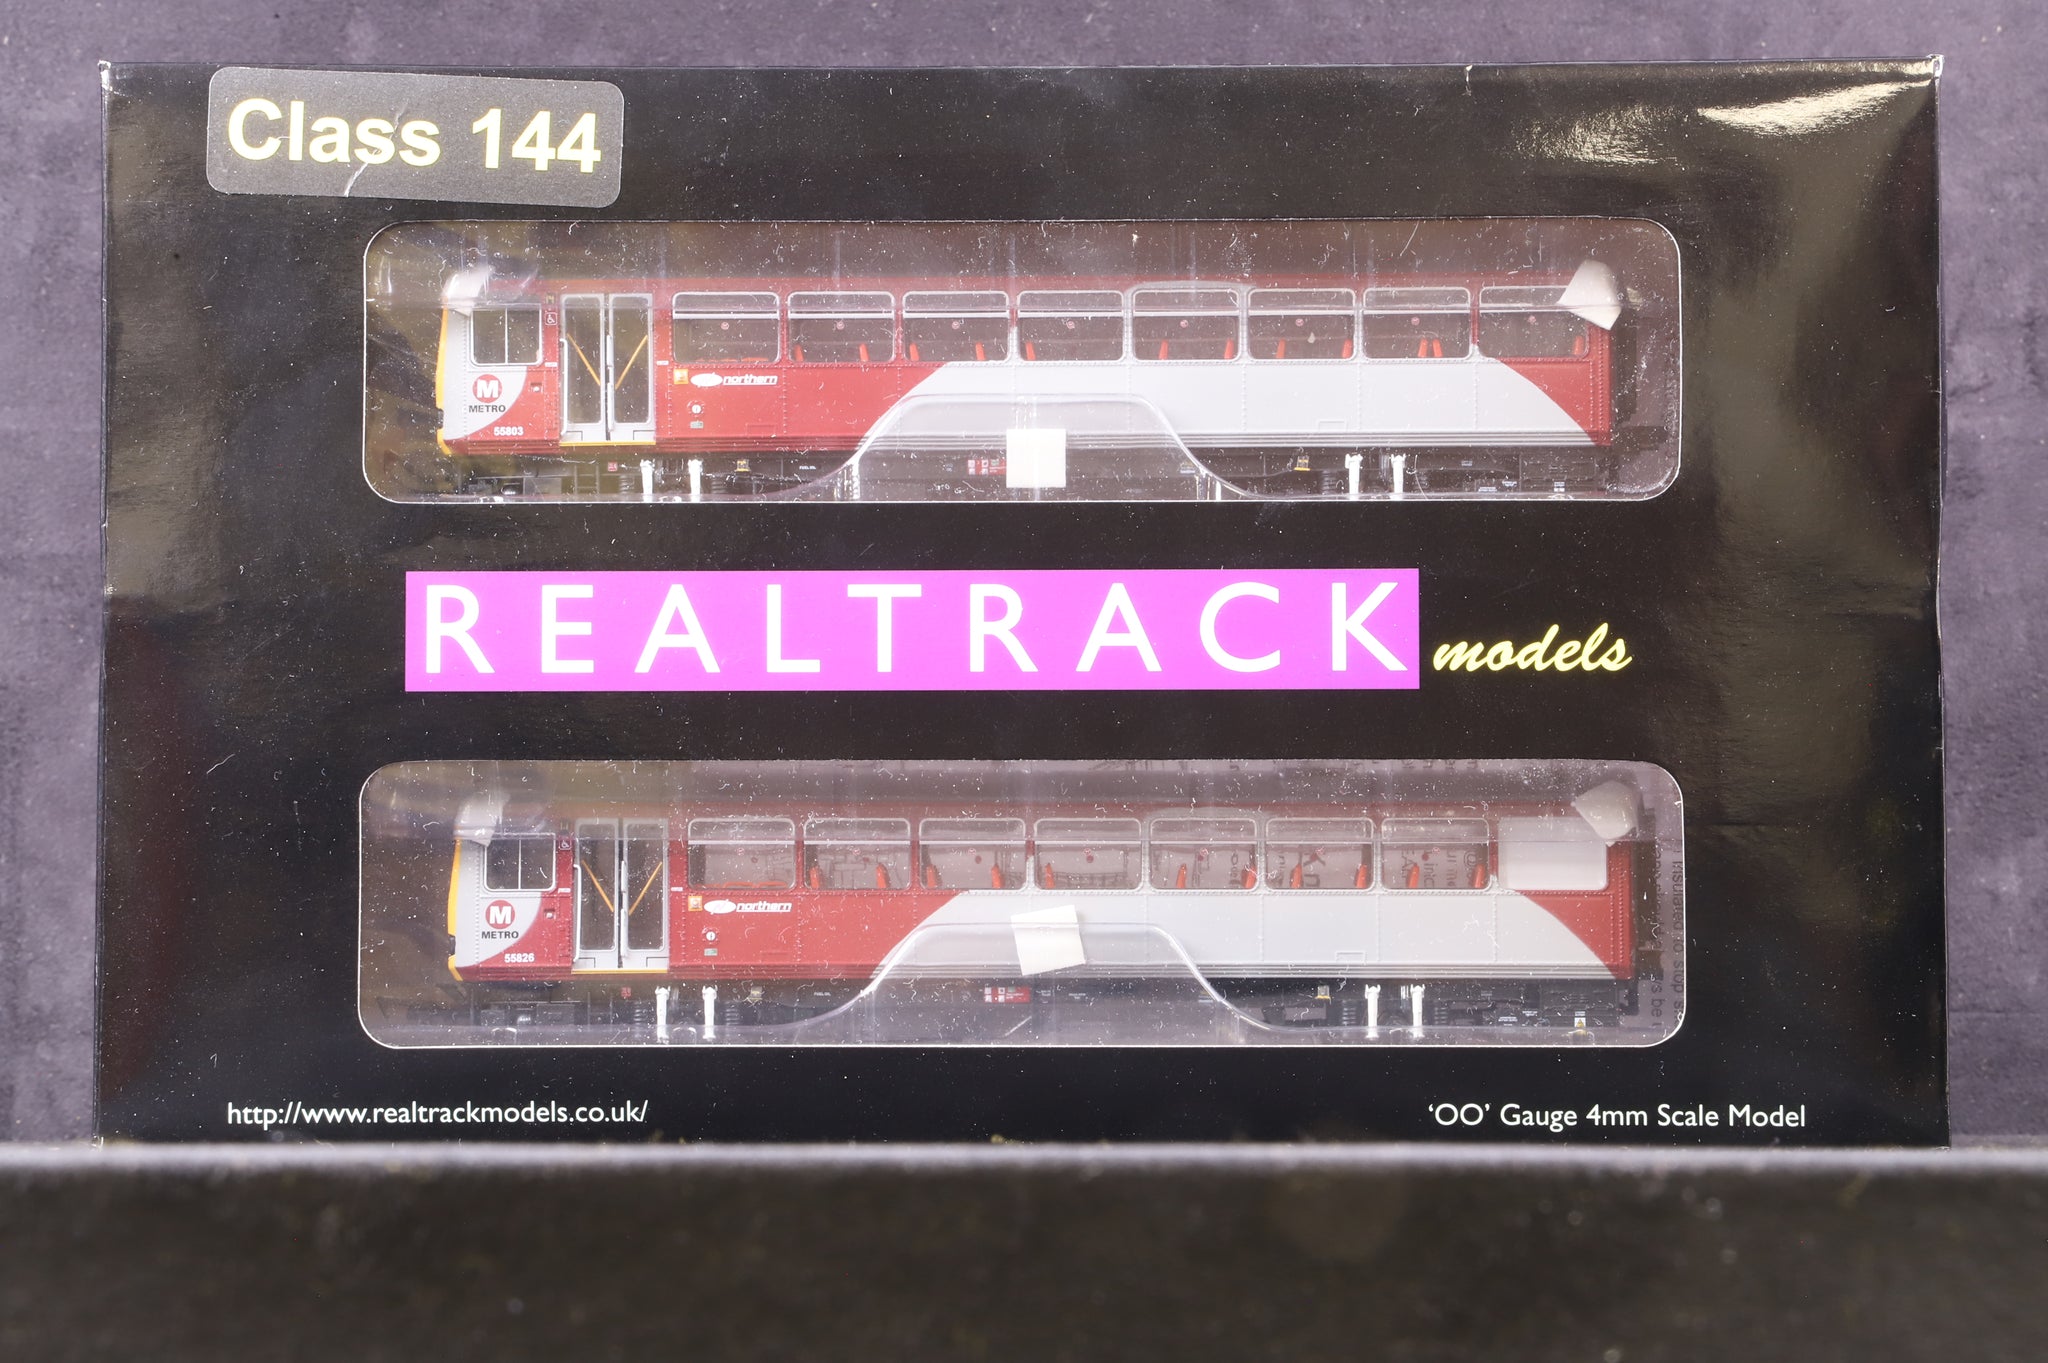 Class 144
northern
M
METRO
55803
REALTRACK models
northern
M
METRO
55826
http://www.realtrackmodels.co.uk/
'OO' Gauge 4mm Scale Model